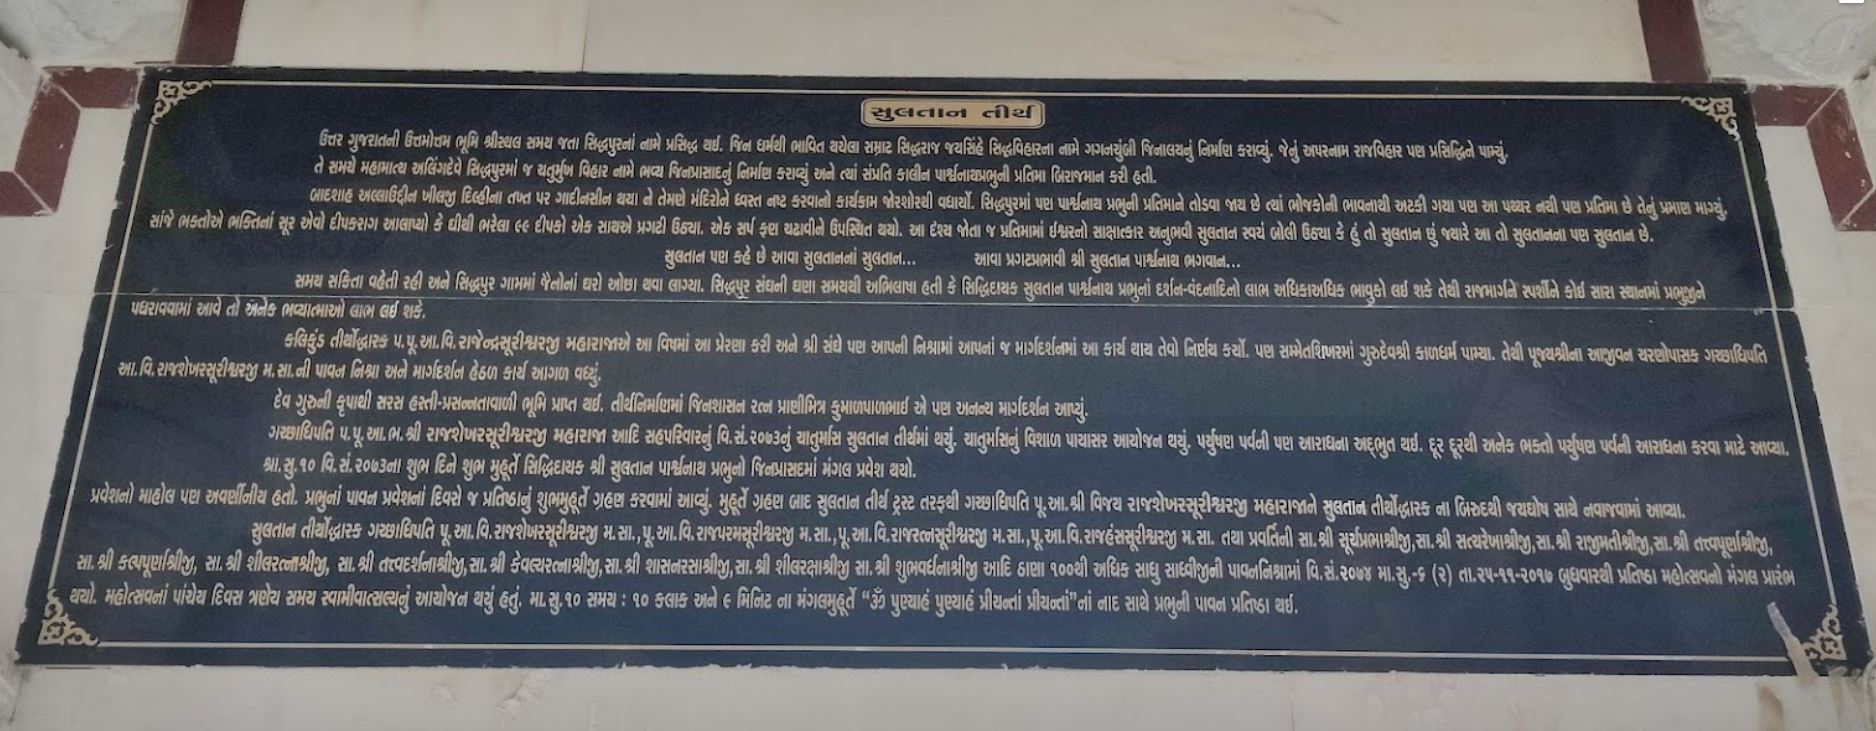 સુલતાન તીર્થ
ઉત્તર ગુજરાતની ઉત્તમોત્તમ ભૂમિ શ્રીસ્થલ સમય જતા સિદ્ધપુરનાં નામે પ્રસિદ્ધ થઇ. જિન ધર્મથી ભાવિત થયેલા સમ્રાટ સિદ્ધરાજ જયસિંહે સિદ્ધવિહારના નામે ગગનચુંબી જિનાલયનું નિર્માણ કરાવ્યું. જેનું અપરનામ રાજવિહાર પણ પ્રસિદ્ધિને પામ્યું.
તે સમયે મહામાત્ય અલિંગદેવે સિદ્ધપુરમાં જ ચતુર્મુખ વિહાર નામે ભવ્ય જિનપ્રાસાદનું નિર્માણ કરાવ્યું અને ત્યાં સંપ્રતિ કાલીન પાર્શ્વનાથપ્રભુની પ્રતિમા બિરાજમાન કરી હતી.
બાદશાહ અલ્લાઉદ્દીન ખીલજી દિલ્હીના તખ્ત પર ગાદીનસીન થયા ને તેમણે મંદિરોને ધ્વસ્ત નષ્ટ કરવાનો કાર્યકામ જોરશોરથી વધાર્યો. સિદ્ધપુરમાં પણ પાર્શ્વનાથ પ્રભુની પ્રતિમાને તોડવા જાય છે ત્યાં ભોજકોની ભાવનાથી અટકી ગયા પણ આ પથ્થર નથી પણ પ્રતિમા છે તેનું પ્રમાણ માગ્યું.
સાંજે ભક્તોએ ભક્તિનાં સૂર એવો દીપકરાગ આલાપ્યો કે ઘીથી ભરેલા ૯૯ દીપકો એક સાથએ પ્રગટી ઉઠ્યા. એક સર્પ ફણ ચઢાવીને ઉપસ્થિત થયો. આ દ્રશ્ય જોતા જ પ્રતિમામાં ઈશ્વરનો સાક્ષાત્કાર અનુભવી સુલતાન સ્વયં બોલી ઉઠ્યા કે હું તો સુલતાન છું જ્યારે આ તો સુલતાનના પણ સુલતાન છે.
સુલતાન પણ કહે છે આવા સુલતાનનાં સુલતાન... આવા પ્રગટપ્રભાવી શ્રી સુલતાન પાર્શ્વનાથ ભગવાન...
સમય સરિતા વહેતી રહી અને સિદ્ધપુર ગામમાં જૈનોનાં ઘરો ઓછા થવા લાગ્યા. સિદ્ધપુર સંઘની ઘણા સમયથી અભિલાષા હતી કે સિદ્ધિદાયક સુલતાન પાર્શ્વનાથ પ્રભુનાં દર્શન-વંદનાદિનો લાભ અધિકાઅધિક ભાવુકો લઇ શકે તેથી રાજમાર્ગને સ્પર્શીને કોઈ સારા સ્થાનમાં પ્રભુજીને
પધરાવવામાં આવે તો અનેક ભવ્યાત્માઓ લાભ લઈ શકે.
કલિકુંડ તીર્થોદ્ધારક પ.પૂ.આ.વિ.રાજેન્દ્રસૂરીશ્વરજી મહારાજાએ આ વિષમાં આ પ્રેરણા કરી અને શ્રી સંઘે પણ આપની નિશ્રામાં આપનાં જ માર્ગદર્શનમાં આ કાર્ય થાય તેવો નિર્ણય કર્યો. પણ સમ્મેતશિખરમાં ગુરુદેવશ્રી કાળધર્મ પામ્યા. તેથી પૂજ્યશ્રીના આજીવન ચરણોપાસક ગચ્છાધિપતિ
આ.વિ.રાજશેખરસૂરીશ્વરજી મ.સા.ની પાવન નિશ્રા અને માર્ગદર્શન હેઠળ કાર્ય આગળ વધ્યું.
દેવ ગુરુની કૃપાથી સરસ હસ્તી-પ્રસન્નતાવાળી ભૂમિ પ્રાપ્ત થઇ. તીર્થનિર્માણમાં જિનશાસન રત્ન પ્રાણીમિત્ર કુમાળપાળભાઈ એ પણ અનન્ય માર્ગદર્શન આપ્યું.
ગચ્છાધિપતિ પ.પૂ.આ.ભ.શ્રી રાજશેખરસૂરીશ્વરજી મહારાજા આદિ સહપરિવારનું વિ.સં.૨૦૭૩નું ચાતુર્માસ સુલતાન તીર્થમાં થયું. ચાતુર્માસનું વિશાળ પાયાસર આયોજન થયું. પર્યુષણ પર્વની પણ આરાધના અદ્ભુત થઇ. દૂર દૂરથી અનેક ભક્તો પર્યુષણ પર્વની આરાધના કરવા માટે આવ્યા.
શ્રા.સુ.૧૦ વિ.સં.૨૦૭૩ના શુભ દિને શુભ મુહૂર્તે સિદ્ધિદાયક શ્રી સુલતાન પાર્શ્વનાથ પ્રભુનો જિનપ્રાસદમાં મંગલ પ્રવેશ થયો.
પ્રવેશનો માહોલ પણ અવર્ણનીય હતો. પ્રભુનાં પાવન પ્રવેશનાં દિવસે જ પ્રતિષ્ઠાનું શુભમુહૂર્તે ગ્રહણ કરવામાં આવ્યું. મુહૂર્તે ગ્રહણ બાદ સુલતાન તીર્થ ટ્રસ્ટ તરફથી ગચ્છાધિપતિ પૂ.આ.શ્રી વિજય રાજશેખરસૂરીશ્વરજી મહારાજાને સુલતાન તીર્થોદ્ધારક ના બિરુદથી જયઘોષ સાથે નવાજવામાં આવ્યા.
સુલતાન તીર્થોદ્ધારક ગચ્છાધિપતિ પૂ.આ.વિ.રાજશેખરસૂરીશ્વરજી મ.સા.,પૂ.આ.વિ.રાજપરમસૂરીશ્વરજી મ.સા.,પૂ.આ.વિ.રાજરત્નસૂરીશ્વરજી મ.સા.,પૂ.આ.વિ.રાજહંસસૂરીશ્વરજી મ.સા. તથા પ્રવર્તિની સા.શ્રી સૂર્યપ્રભાશ્રીજી,સા.શ્રી સત્યરેખાશ્રીજી,સા.શ્રી રાજીમતીશ્રીજી,સા.શ્રી તત્ત્વપૂર્ણાશ્રીજી,
સા.શ્રી કલ્પપૂર્ણાશ્રીજી, સા.શ્રી શીલરત્નાશ્રીજી, સા.શ્રી તત્ત્વદર્શનાશ્રીજી,સા.શ્રી કેવલ્યરત્નાશ્રીજી,સા.શ્રી શાસનરસાશ્રીજી,સા.શ્રી શીલરક્ષાશ્રીજી સા.શ્રી શુભવર્ધનાશ્રીજી આદિ ઠાણા ૧૦૦થી અધિક સાધુ સાધ્વીજીની પાવનનિશ્રામાં વિ.સં.૨૦૭૪ મા.સુ.-૬ (૨) તા.૨૫-૧૧-૨૦૧૭ બુધવારથી પ્રતિષ્ઠા મહોત્સવનો મંગલ પ્રારંભ
થયો. મહોત્સવનાં પાંચેય દિવસ ત્રણેય સમય સ્વામીવાત્સલ્યનું આયોજન થયું હતું. મા.સુ.૧૦ સમય : ૧૦ કલાક અને ૯ મિનિટ ના મંગલમુહૂર્તે “ૐ પુણ્યાહં પુણ્યાહં પ્રીયન્તાં પ્રીયન્તાં”નાં નાદ સાથે પ્રભુની પાવન પ્રતિષ્ઠા થઇ.